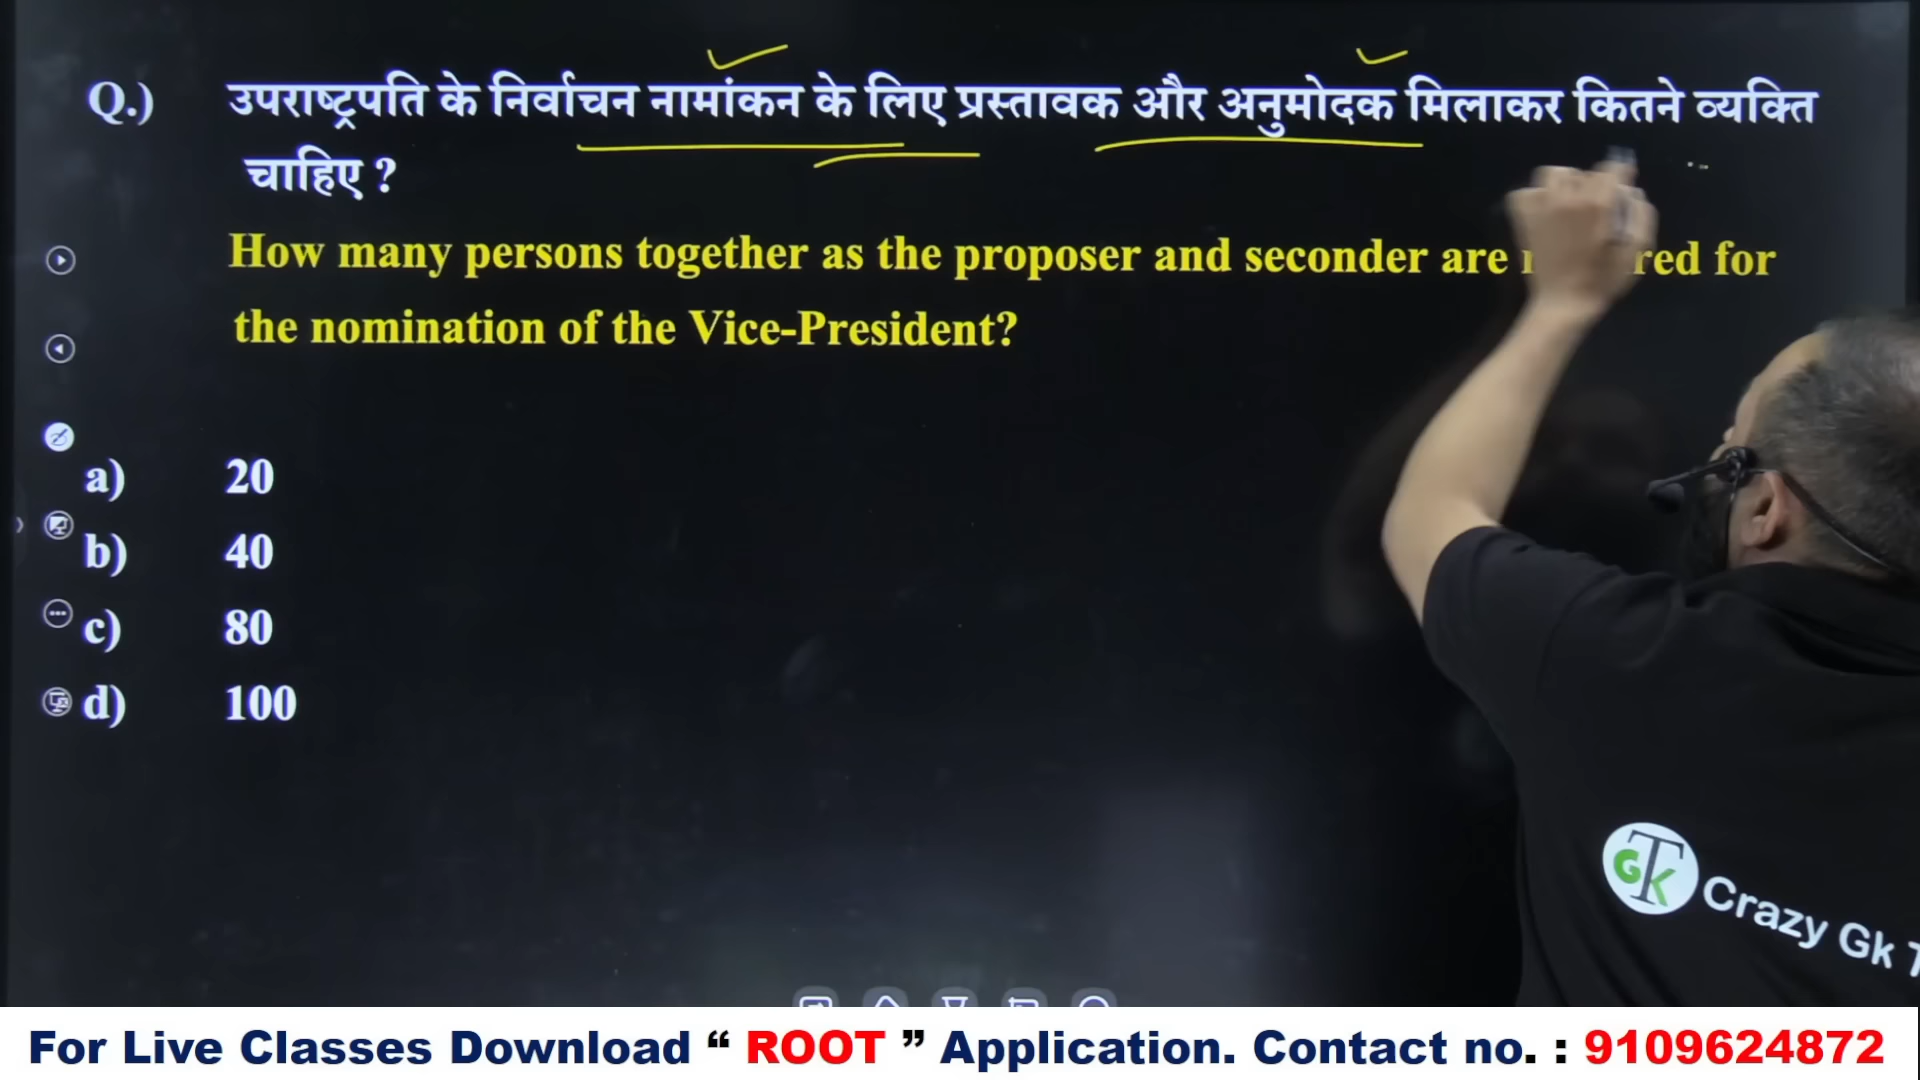 Q.) उपराष्ट्रपति के निर्वाचन नामांकन के लिए प्रस्तावक और अनुमोदक मिलाकर कितने व्यक्ति
चाहिए ?
How many persons together as the proposer and seconder are for
the nomination of the Vice-President?
a) 20
b) 40
c) 80
d) 100
GTK Crazy Gk
For Live Classes Download “ ROOT ” Application. Contact no. : 9109624872